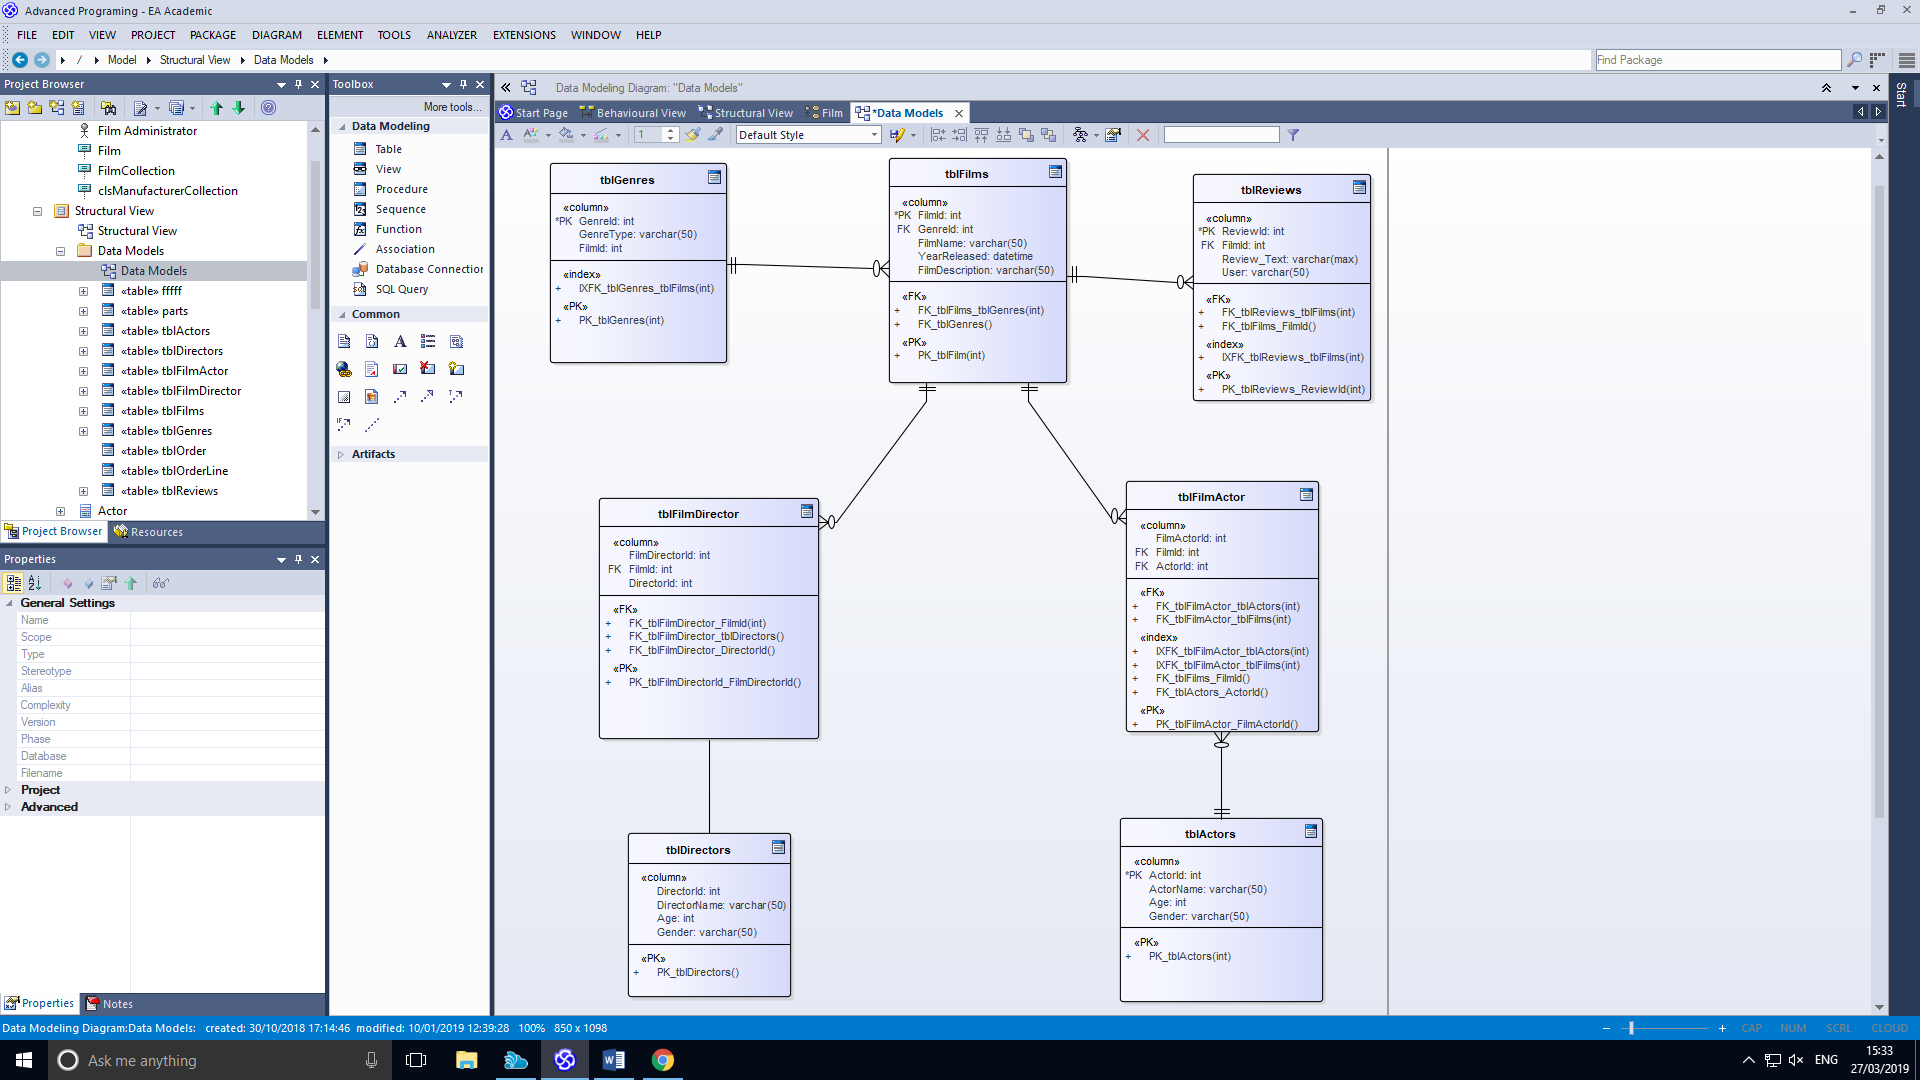 Advanced Programing - EA Academic
FILE EDIT VIEW PROJECT PACKAGE DIAGRAM ELEMENT TOOLS ANALYZER EXTENSIONS WINDOW HELP
/ Model Structural View Data Models
Find Package
Project Browser
Film Administrator
Film
FilmCollection
clsManufacturerCollection
Structural View
Structural View
Data Models
Data Models
«table» fffff
«table» parts
«table» tblActors
«table» tblDirectors
«table» tblFilmActor
«table» tblFilmDirector
«table» tblFilms
«table» tblGenres
«table» tblOrder
«table» tblOrderLine
«table» tblReviews
Actor
Project Browser Resources
Properties
General Settings
Name
Scope
Type
Stereotype
Alias
Complexity
Version
Phase
Database
Filename
Project
Advanced
Properties Notes
Toolbox
More tools...
Data Modeling
Table
View
Procedure
Sequence
Function
Association
Database Connection
SQL Query
Common
Artifacts
Data Modeling Diagram: "Data Models"
Start Page Behavioural View Structural View Film *Data Models
1 Default Style
Start
tblGenres
«column»
*PK GenreId: int
GenreType: varchar(50)
FilmId: int
«index»
+ IXFK_tblGenres_tblFilms(int)
«PK»
+ PK_tblGenres(int)
tblFilms
«column»
*PK FilmId: int
FK GenreId: int
FilmName: varchar(50)
YearReleased: datetime
FilmDescription: varchar(50)
«FK»
+ FK_tblFilms_tblGenres(int)
+ FK_tblGenres()
«PK»
+ PK_tblFilm(int)
tblReviews
«column»
*PK ReviewId: int
FK FilmId: int
Review_Text: varchar(max)
User: varchar(50)
«FK»
+ FK_tblReviews_tblFilms(int)
+ FK_tblFilms_FilmId()
«index»
+ IXFK_tblReviews_tblFilms(int)
«PK»
+ PK_tblReviews_ReviewId(int)
tblFilmDirector
«column»
FilmDirectorId: int
FK FilmId: int
DirectorId: int
«FK»
+ FK_tblFilmDirector_FilmId(int)
+ FK_tblFilmDirector_tblDirectors()
+ FK_tblFilmDirector_DirectorId()
«PK»
+ PK_tblFilmDirectorId_FilmDirectorId()
tblFilmActor
«column»
FilmActorId: int
FK FilmId: int
FK ActorId: int
«FK»
+ FK_tblFilmActor_tblActors(int)
+ FK_tblFilmActor_tblFilms(int)
«index»
+ IXFK_tblFilmActor_tblActors(int)
+ IXFK_tblFilmActor_tblFilms(int)
+ FK_tblFilms_FilmId()
+ FK_tblActors_ActorId()
«PK»
+ PK_tblFilmActor_FilmActorId()
tblDirectors
«column»
DirectorId: int
DirectorName: varchar(50)
Age: int
Gender: varchar(50)
«PK»
+ PK_tblDirectors()
tblActors
«column»
*PK ActorId: int
ActorName: varchar(50)
Age: int
Gender: varchar(50)
«PK»
+ PK_tblActors(int)
Data Modeling Diagram:Data Models: created: 30/10/2018 17:14:46 modified: 10/01/2019 12:39:28 100% 850 x 1098
CAP NUM SCRL CLOUD
Ask me anything
ENG
15:33
27/03/2019